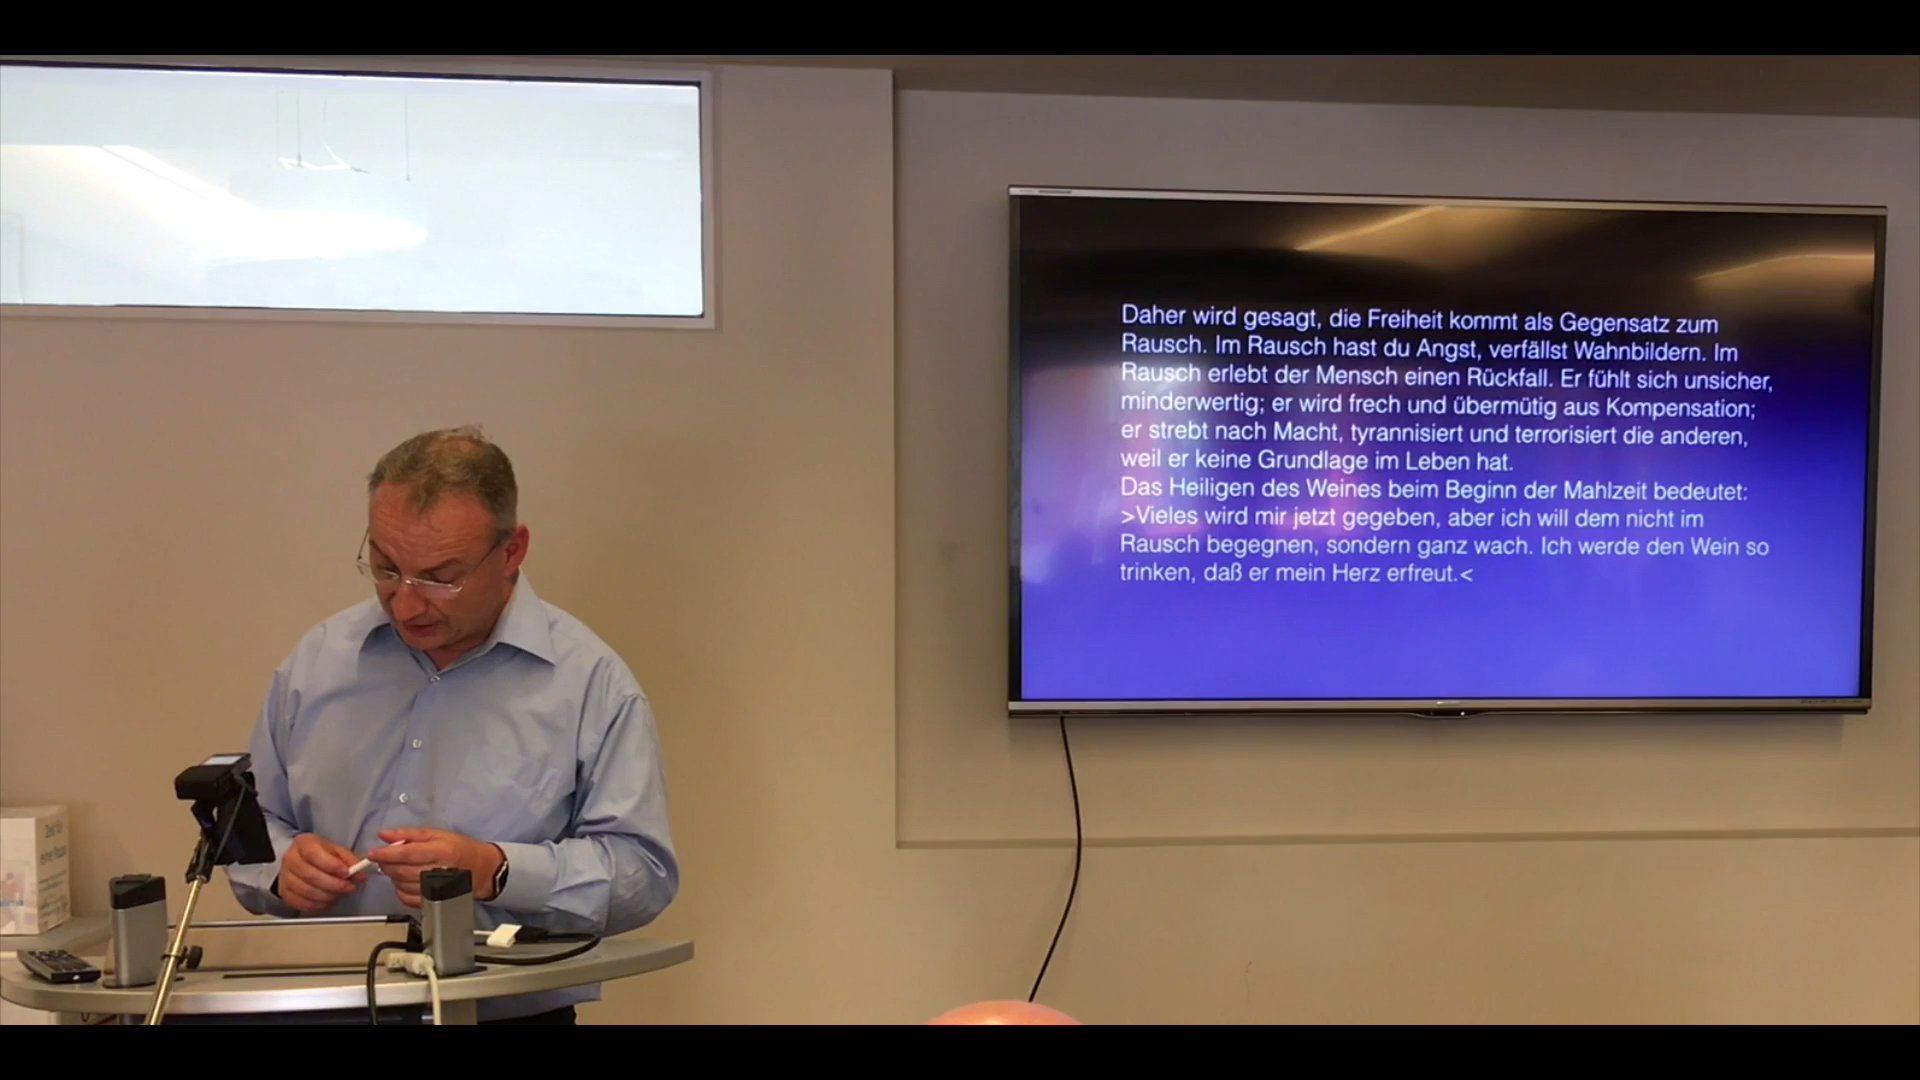 Daher wird gesagt, die Freiheit kommt als Gegensatz zum
Rausch. Im Rausch hast du Angst, verfällst Wahnbildern. Im
Rausch erlebt der Mensch einen Rückfall. Er fühlt sich unsicher,
minderwertig; er wird frech und übermütig aus Kompensation;
er strebt nach Macht, tyrannisiert und terrorisiert die anderen,
weil er keine Grundlage im Leben hat.
Das Heiligen des Weines beim Beginn der Mahlzeit bedeutet:
>Vieles wird mir jetzt gegeben, aber ich will dem nicht im
Rausch begegnen, sondern ganz wach. Ich werde den Wein so
trinken, daß er mein Herz erfreut.<